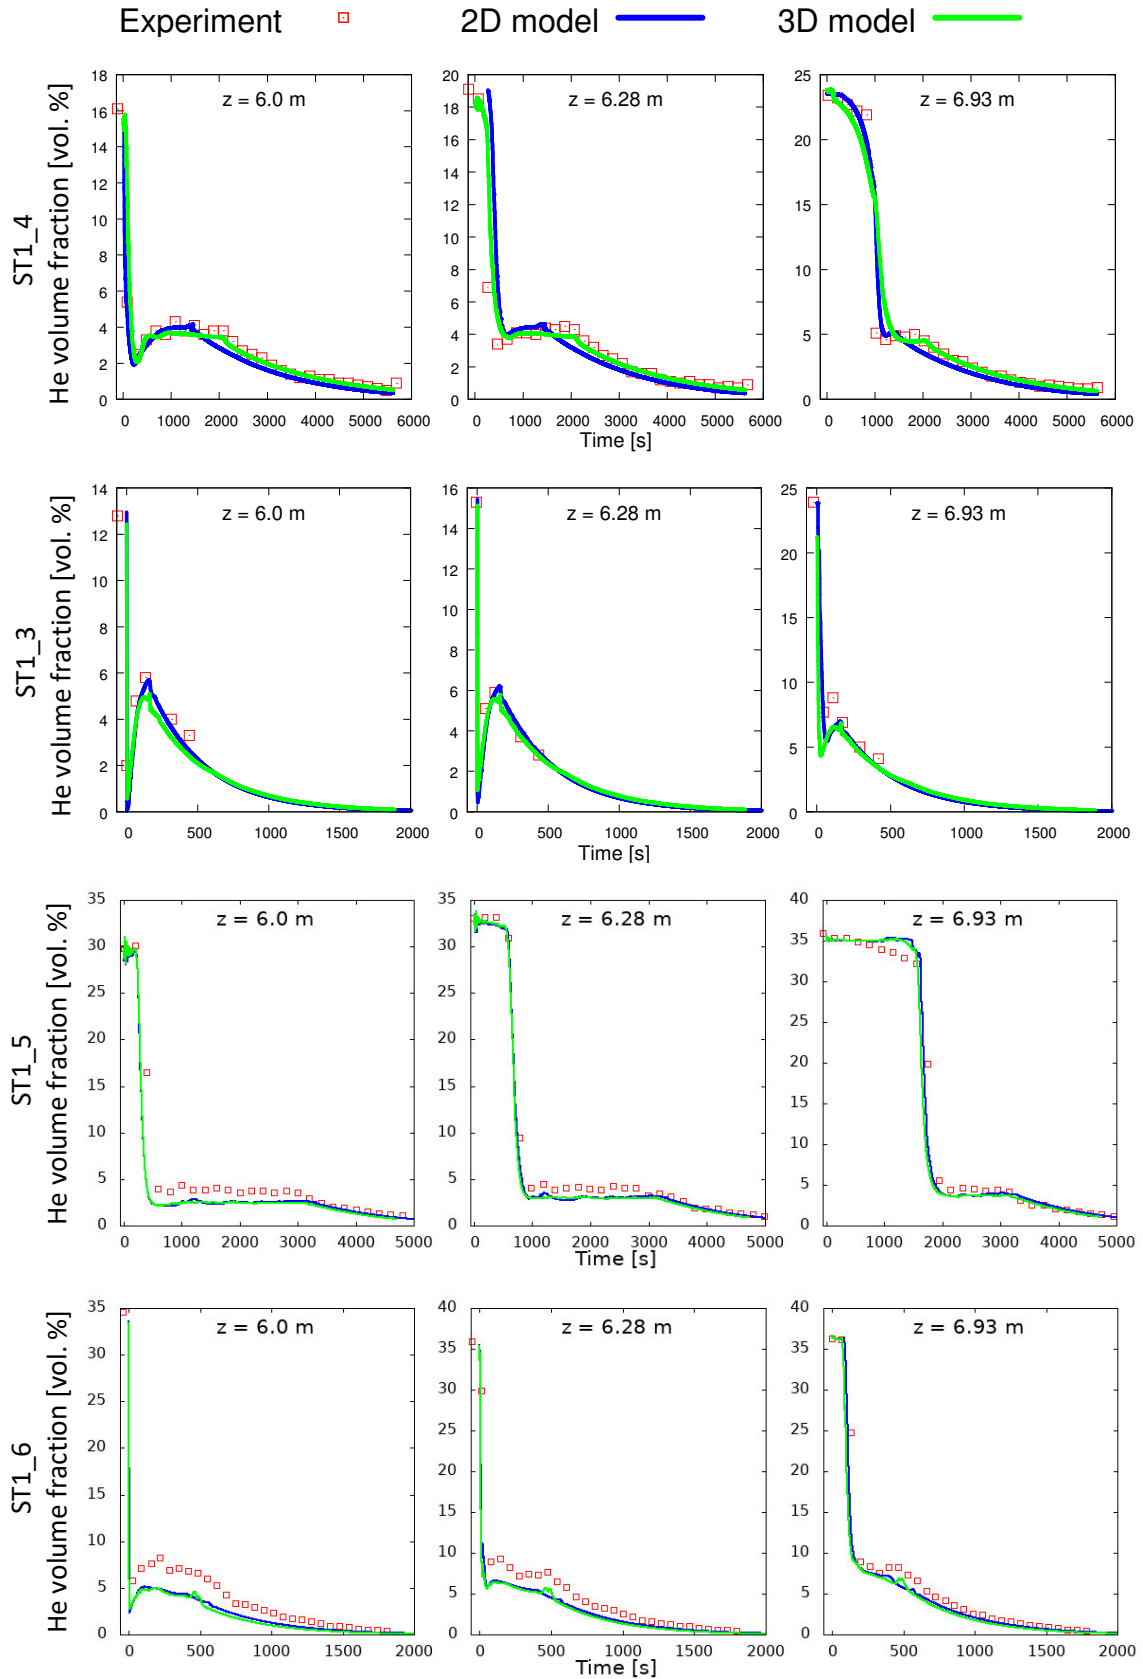 Experiment 2D model 3D model
ST1_4
He volume fraction [vol. %]
z = 6.0 m
0 2 4 6 8 10 12 14 16 18
0 1000 2000 3000 4000 5000 6000
z = 6.28 m
0 2 4 6 8 10 12 14 16 18 20
0 1000 2000 3000 4000 5000 6000
z = 6.93 m
0 5 10 15 20 25
0 1000 2000 3000 4000 5000 6000
Time [s]
ST1_3
He volume fraction [vol. %]
z = 6.0 m
0 2 4 6 8 10 12 14
0 500 1000 1500 2000
z = 6.28 m
0 2 4 6 8 10 12 14 16
0 500 1000 1500 2000
z = 6.93 m
0 5 10 15 20 25
0 500 1000 1500 2000
Time [s]
ST1_5
He volume fraction [vol. %]
z = 6.0 m
0 5 10 15 20 25 30 35
0 1000 2000 3000 4000 5000
z = 6.28 m
0 5 10 15 20 25 30 35
0 1000 2000 3000 4000 5000
z = 6.93 m
0 5 10 15 20 25 30 35 40
0 1000 2000 3000 4000 5000
Time [s]
ST1_6
He volume fraction [vol. %]
z = 6.0 m
0 5 10 15 20 25 30 35
0 500 1000 1500 2000
z = 6.28 m
0 5 10 15 20 25 30 35 40
0 500 1000 1500 2000
z = 6.93 m
0 5 10 15 20 25 30 35 40
0 500 1000 1500 2000
Time [s]